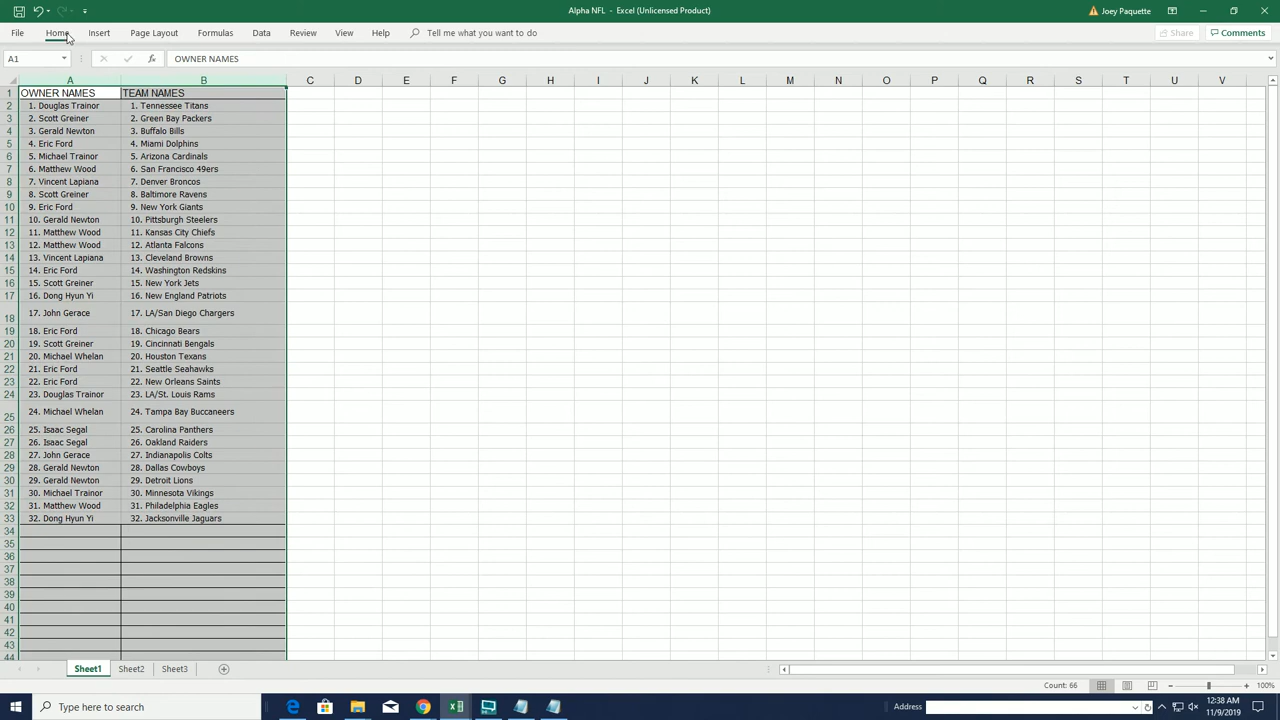 Alpha NFL - Excel (Unlicensed Product)
Joey Paquette
File Home Insert Page Layout Formulas Data Review View Help Tell me what you want to do Share Comments
A1 OWNER NAMES
A B C D E F G H I J K L M N O P Q R S T U V
1 OWNER NAMES TEAM NAMES
2 1. Douglas Trainor 1. Tennessee Titans
3 2. Scott Greiner 2. Green Bay Packers
4 3. Gerald Newton 3. Buffalo Bills
5 4. Eric Ford 4. Miami Dolphins
6 5. Michael Trainor 5. Arizona Cardinals
7 6. Matthew Wood 6. San Francisco 49ers
8 7. Vincent Lapiana 7. Denver Broncos
9 8. Scott Greiner 8. Baltimore Ravens
10 9. Eric Ford 9. New York Giants
11 10. Gerald Newton 10. Pittsburgh Steelers
12 11. Matthew Wood 11. Kansas City Chiefs
13 12. Matthew Wood 12. Atlanta Falcons
14 13. Vincent Lapiana 13. Cleveland Browns
15 14. Eric Ford 14. Washington Redskins
16 15. Scott Greiner 15. New York Jets
17 16. Dong Hyun Yi 16. New England Patriots
18 17. John Gerace 17. LA/San Diego Chargers
19 18. Eric Ford 18. Chicago Bears
20 19. Scott Greiner 19. Cincinnati Bengals
21 20. Michael Whelan 20. Houston Texans
22 21. Eric Ford 21. Seattle Seahawks
23 22. Eric Ford 22. New Orleans Saints
24 23. Douglas Trainor 23. LA/St. Louis Rams
25 24. Michael Whelan 24. Tampa Bay Buccaneers
26 25. Isaac Segal 25. Carolina Panthers
27 26. Isaac Segal 26. Oakland Raiders
28 27. John Gerace 27. Indianapolis Colts
29 28. Gerald Newton 28. Dallas Cowboys
30 29. Gerald Newton 29. Detroit Lions
31 30. Michael Trainor 30. Minnesota Vikings
32 31. Matthew Wood 31. Philadelphia Eagles
33 32. Dong Hyun Yi 32. Jacksonville Jaguars
34
35
36
37
38
39
40
41
42
43
44
Sheet1 Sheet2 Sheet3
Count: 66 100%
Type here to search
Address
12:38 AM
11/9/2019